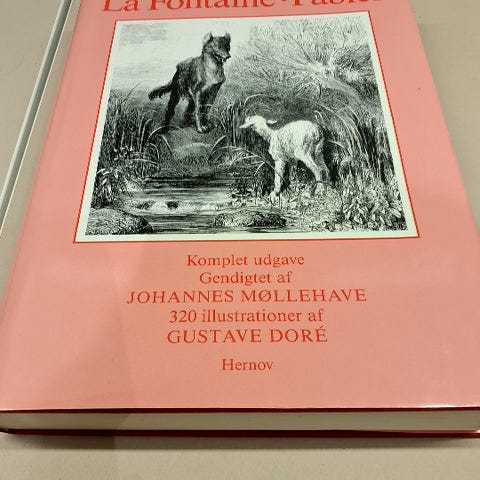 La Fontaine · Fabler
Komplet udgave
Gendigtet af
JOHANNES MØLLEHAVE
320 illustrationer af
GUSTAVE DORÉ
Hernov